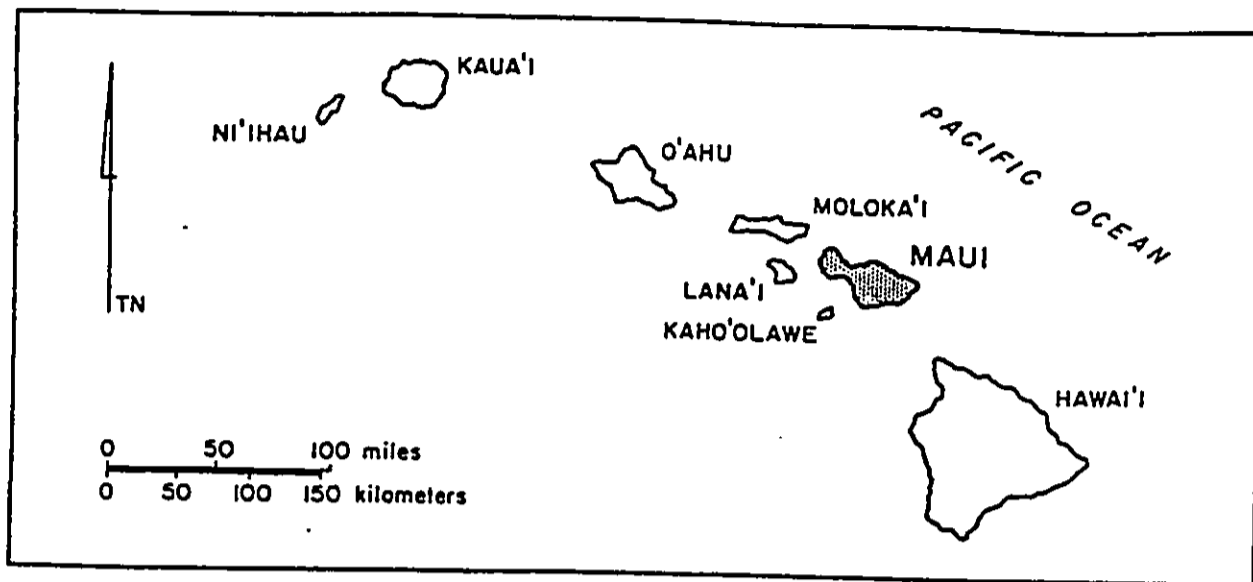 KAUA'I
NI'IHAU
O'AHU
PACIFIC OCEAN
MOLOKA'I
MAUI
LANA'I
TN
KAHO'OLAWE
HAWAI'I
0 50 100 miles
0 50 100 150 kilometers